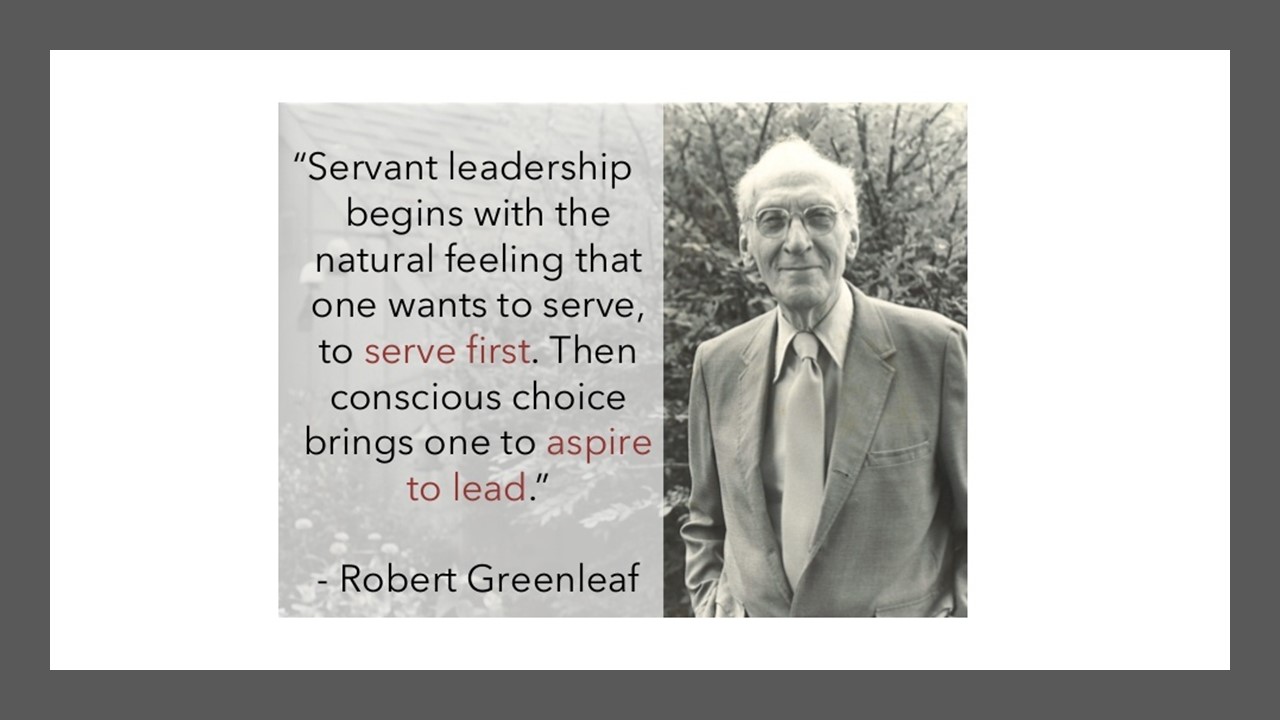 “Servant leadership
begins with the
natural feeling that
one wants to serve,
to serve first. Then
conscious choice
brings one to aspire
to lead.”
- Robert Greenleaf